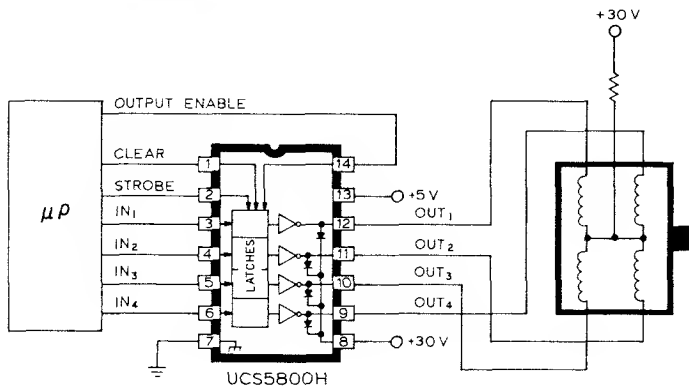 +30 V
OUTPUT ENABLE
CLEAR
STROBE
IN1
IN2
IN3
IN4
μP
1
2
3
4
5
6
7
LATCHES
14
13
12
11
10
9
8
+5 V
OUT1
OUT2
OUT3
OUT4
+30 V
UCS5800H